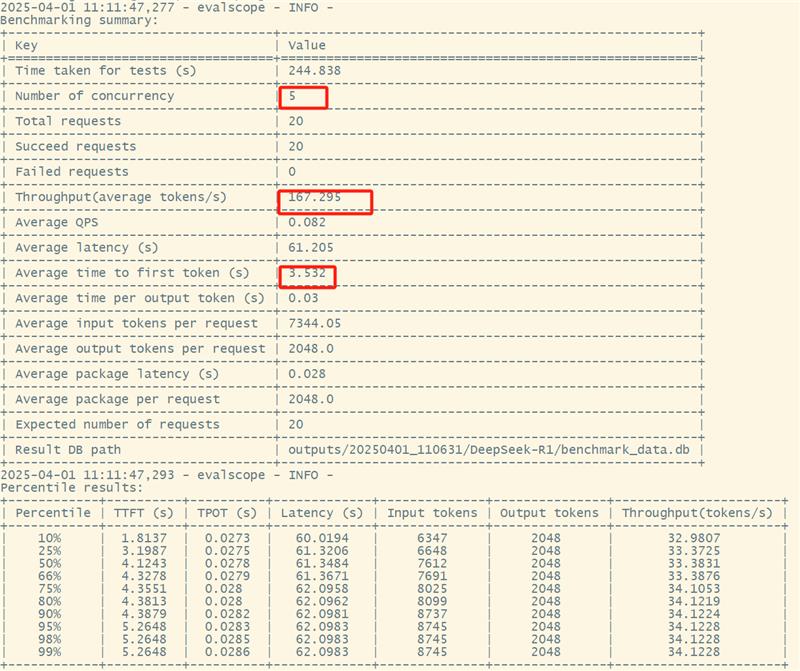 2025-04-01 11:11:47,277 - evalscope - INFO -
Benchmarking summary:
| Key | Value |
| Time taken for tests (s) | 244.838 |
| Number of concurrency | 5 |
| Total requests | 20 |
| Succeed requests | 20 |
| Failed requests | 0 |
| Throughput(average tokens/s) | 167.295 |
| Average QPS | 0.082 |
| Average latency (s) | 61.205 |
| Average time to first token (s) | 3.532 |
| Average time per output token (s) | 0.03 |
| Average input tokens per request | 7344.05 |
| Average output tokens per request | 2048.0 |
| Average package latency (s) | 0.028 |
| Average package per request | 2048.0 |
| Expected number of requests | 20 |
| Result DB path | outputs/20250401_110631/DeepSeek-R1/benchmark_data.db |
2025-04-01 11:11:47,293 - evalscope - INFO -
Percentile results:
| Percentile | TTFT (s) | TPOT (s) | Latency (s) | Input tokens | Output tokens | Throughput(tokens/s) |
| 10% | 1.8137 | 0.0273 | 60.0194 | 6347 | 2048 | 32.9807 |
| 25% | 3.1987 | 0.0275 | 61.3206 | 6648 | 2048 | 33.3725 |
| 50% | 4.1243 | 0.0278 | 61.3484 | 7612 | 2048 | 33.3831 |
| 66% | 4.3278 | 0.0279 | 61.3671 | 7691 | 2048 | 33.3876 |
| 75% | 4.3551 | 0.028 | 62.0958 | 8025 | 2048 | 34.1053 |
| 80% | 4.3813 | 0.028 | 62.0962 | 8099 | 2048 | 34.1219 |
| 90% | 4.3879 | 0.0282 | 62.0981 | 8737 | 2048 | 34.1224 |
| 95% | 5.2648 | 0.0283 | 62.0983 | 8745 | 2048 | 34.1228 |
| 98% | 5.2648 | 0.0285 | 62.0983 | 8745 | 2048 | 34.1228 |
| 99% | 5.2648 | 0.0286 | 62.0983 | 8745 | 2048 | 34.1228 |